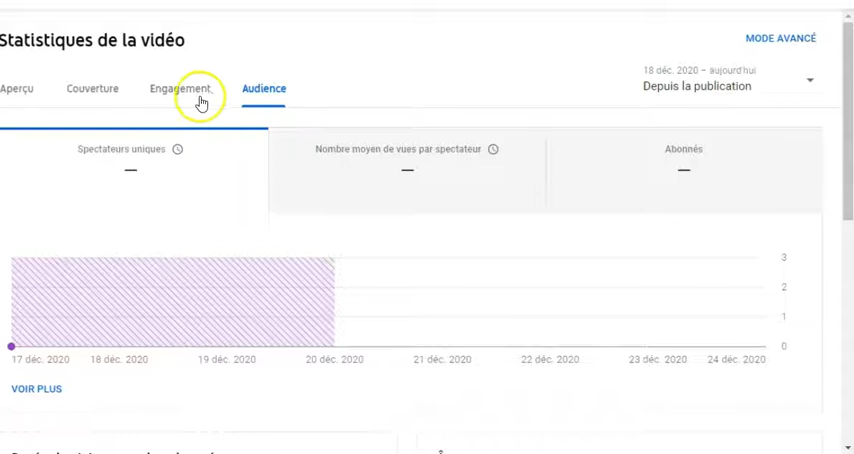 Statistiques de la vidéo
MODE AVANCÉ
Aperçu Couverture Engagement Audience
18 déc. 2020 – aujourd'hui
Depuis la publication
Spectateurs uniques
—
Nombre moyen de vues par spectateur
—
Abonnés
—
3
2
1
0
17 déc. 2020 18 déc. 2020 19 déc. 2020 20 déc. 2020 21 déc. 2020 22 déc. 2020 23 déc. 2020 24 déc. 2020
VOIR PLUS